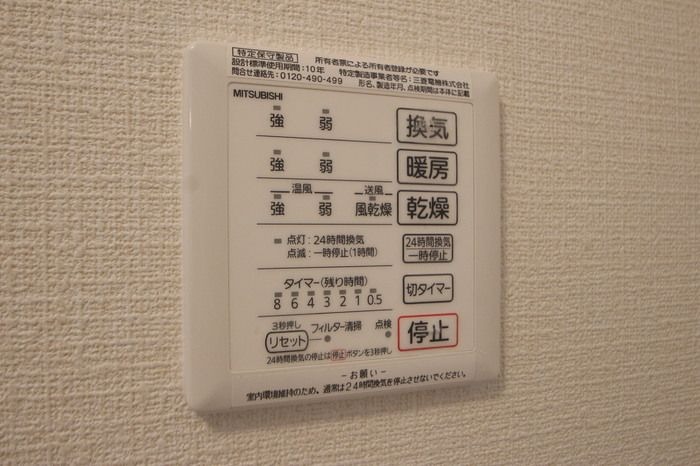 特定保守製品 所有者票による所有者登録が必要です
設計標準使用期間:10年 特定製造事業者等名:三菱電機株式会社
問合せ連絡先:0120-490-499 形名、製造年月、点検期間は本体に記載
MITSUBISHI
強 弱 換気
強 弱 暖房
温風 送風
強 弱 風乾燥 乾燥
点灯:24時間換気 24時間換気
点滅:一時停止(1時間) 一時停止
タイマー(残り時間) 切タイマー
8 6 4 3 2 1 0.5
3秒押し フィルター清掃 点検
リセット 停止
24時間換気の停止は停止ボタンを3秒押し
-お願い-
室内環境維持のため、通常は24時間換気を停止させないでください。